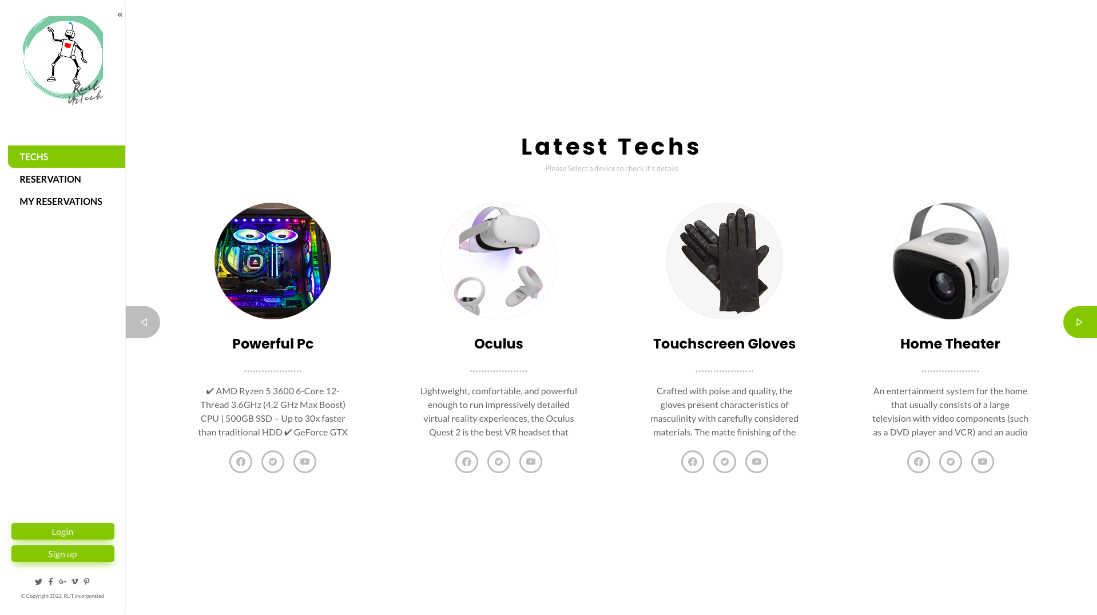 «
Rent
UrTech
TECHS
RESERVATION
MY RESERVATIONS
Login
Sign up
© Copyright 2022, RUT incorporated
Latest Techs
Please Select a device to check it's details
Powerful Pc
✔ AMD Ryzen 5 3600 6-Core 12-
Thread 3.6GHz (4.2 GHz Max Boost)
CPU | 500GB SSD – Up to 30x faster
than traditional HDD ✔ GeForce GTX
Oculus
Lightweight, comfortable, and powerful
enough to run impressively detailed
virtual reality experiences, the Oculus
Quest 2 is the best VR headset that
Touchscreen Gloves
Crafted with poise and quality, the
gloves present characteristics of
masculinity with carefully considered
materials. The matte finishing of the
Home Theater
An entertainment system for the home
that usually consists of a large
television with video components (such
as a DVD player and VCR) and an audio